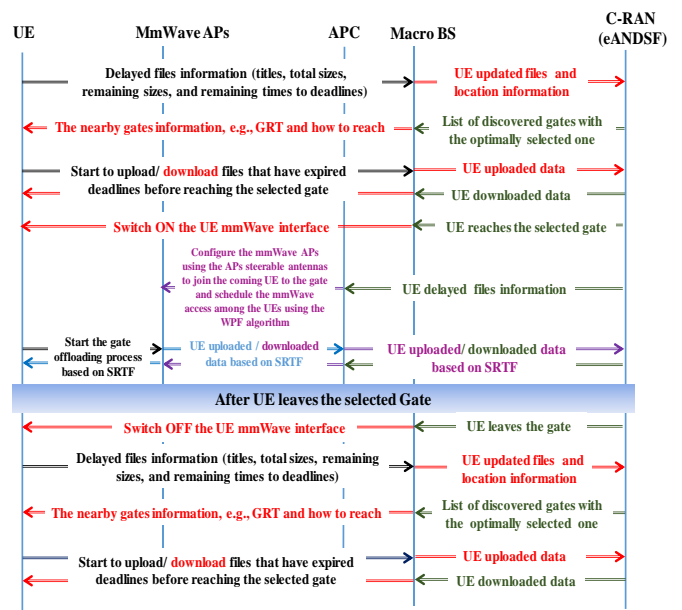 UE
MmWave APs
APC
Macro BS
C-RAN
(eANDSF)
Delayed files information (titles, total sizes,
remaining sizes, and remaining times to deadlines)
UE updated files and
location information
The nearby gates information, e.g., GRT and how to reach
List of discovered gates with
the optimally selected one
Start to upload/ download files that have expired
deadlines before reaching the selected gate
UE uploaded data
UE downloaded data
Switch ON the UE mmWave interface
UE reaches the selected gate
Configure the mmWave APs
using the APs steerable antennas
to join the coming UE to the gate
and schedule the mmWave
access among the UEs using the
WPF algorithm
UE delayed files information
Start the gate
offloading process
based on SRTF
UE uploaded / downloaded
data based on SRTF
UE uploaded/ downloaded data
based on SRTF
After UE leaves the selected Gate
Switch OFF the UE mmWave interface
UE leaves the gate
Delayed files information (titles, total sizes, remaining
sizes, and remaining times to deadlines)
UE updated files and
location information
The nearby gates information, e.g., GRT and how to reach
List of discovered gates with
the optimally selected one
Start to upload/ download files that have expired
deadlines before reaching the selected gate
UE uploaded data
UE downloaded data